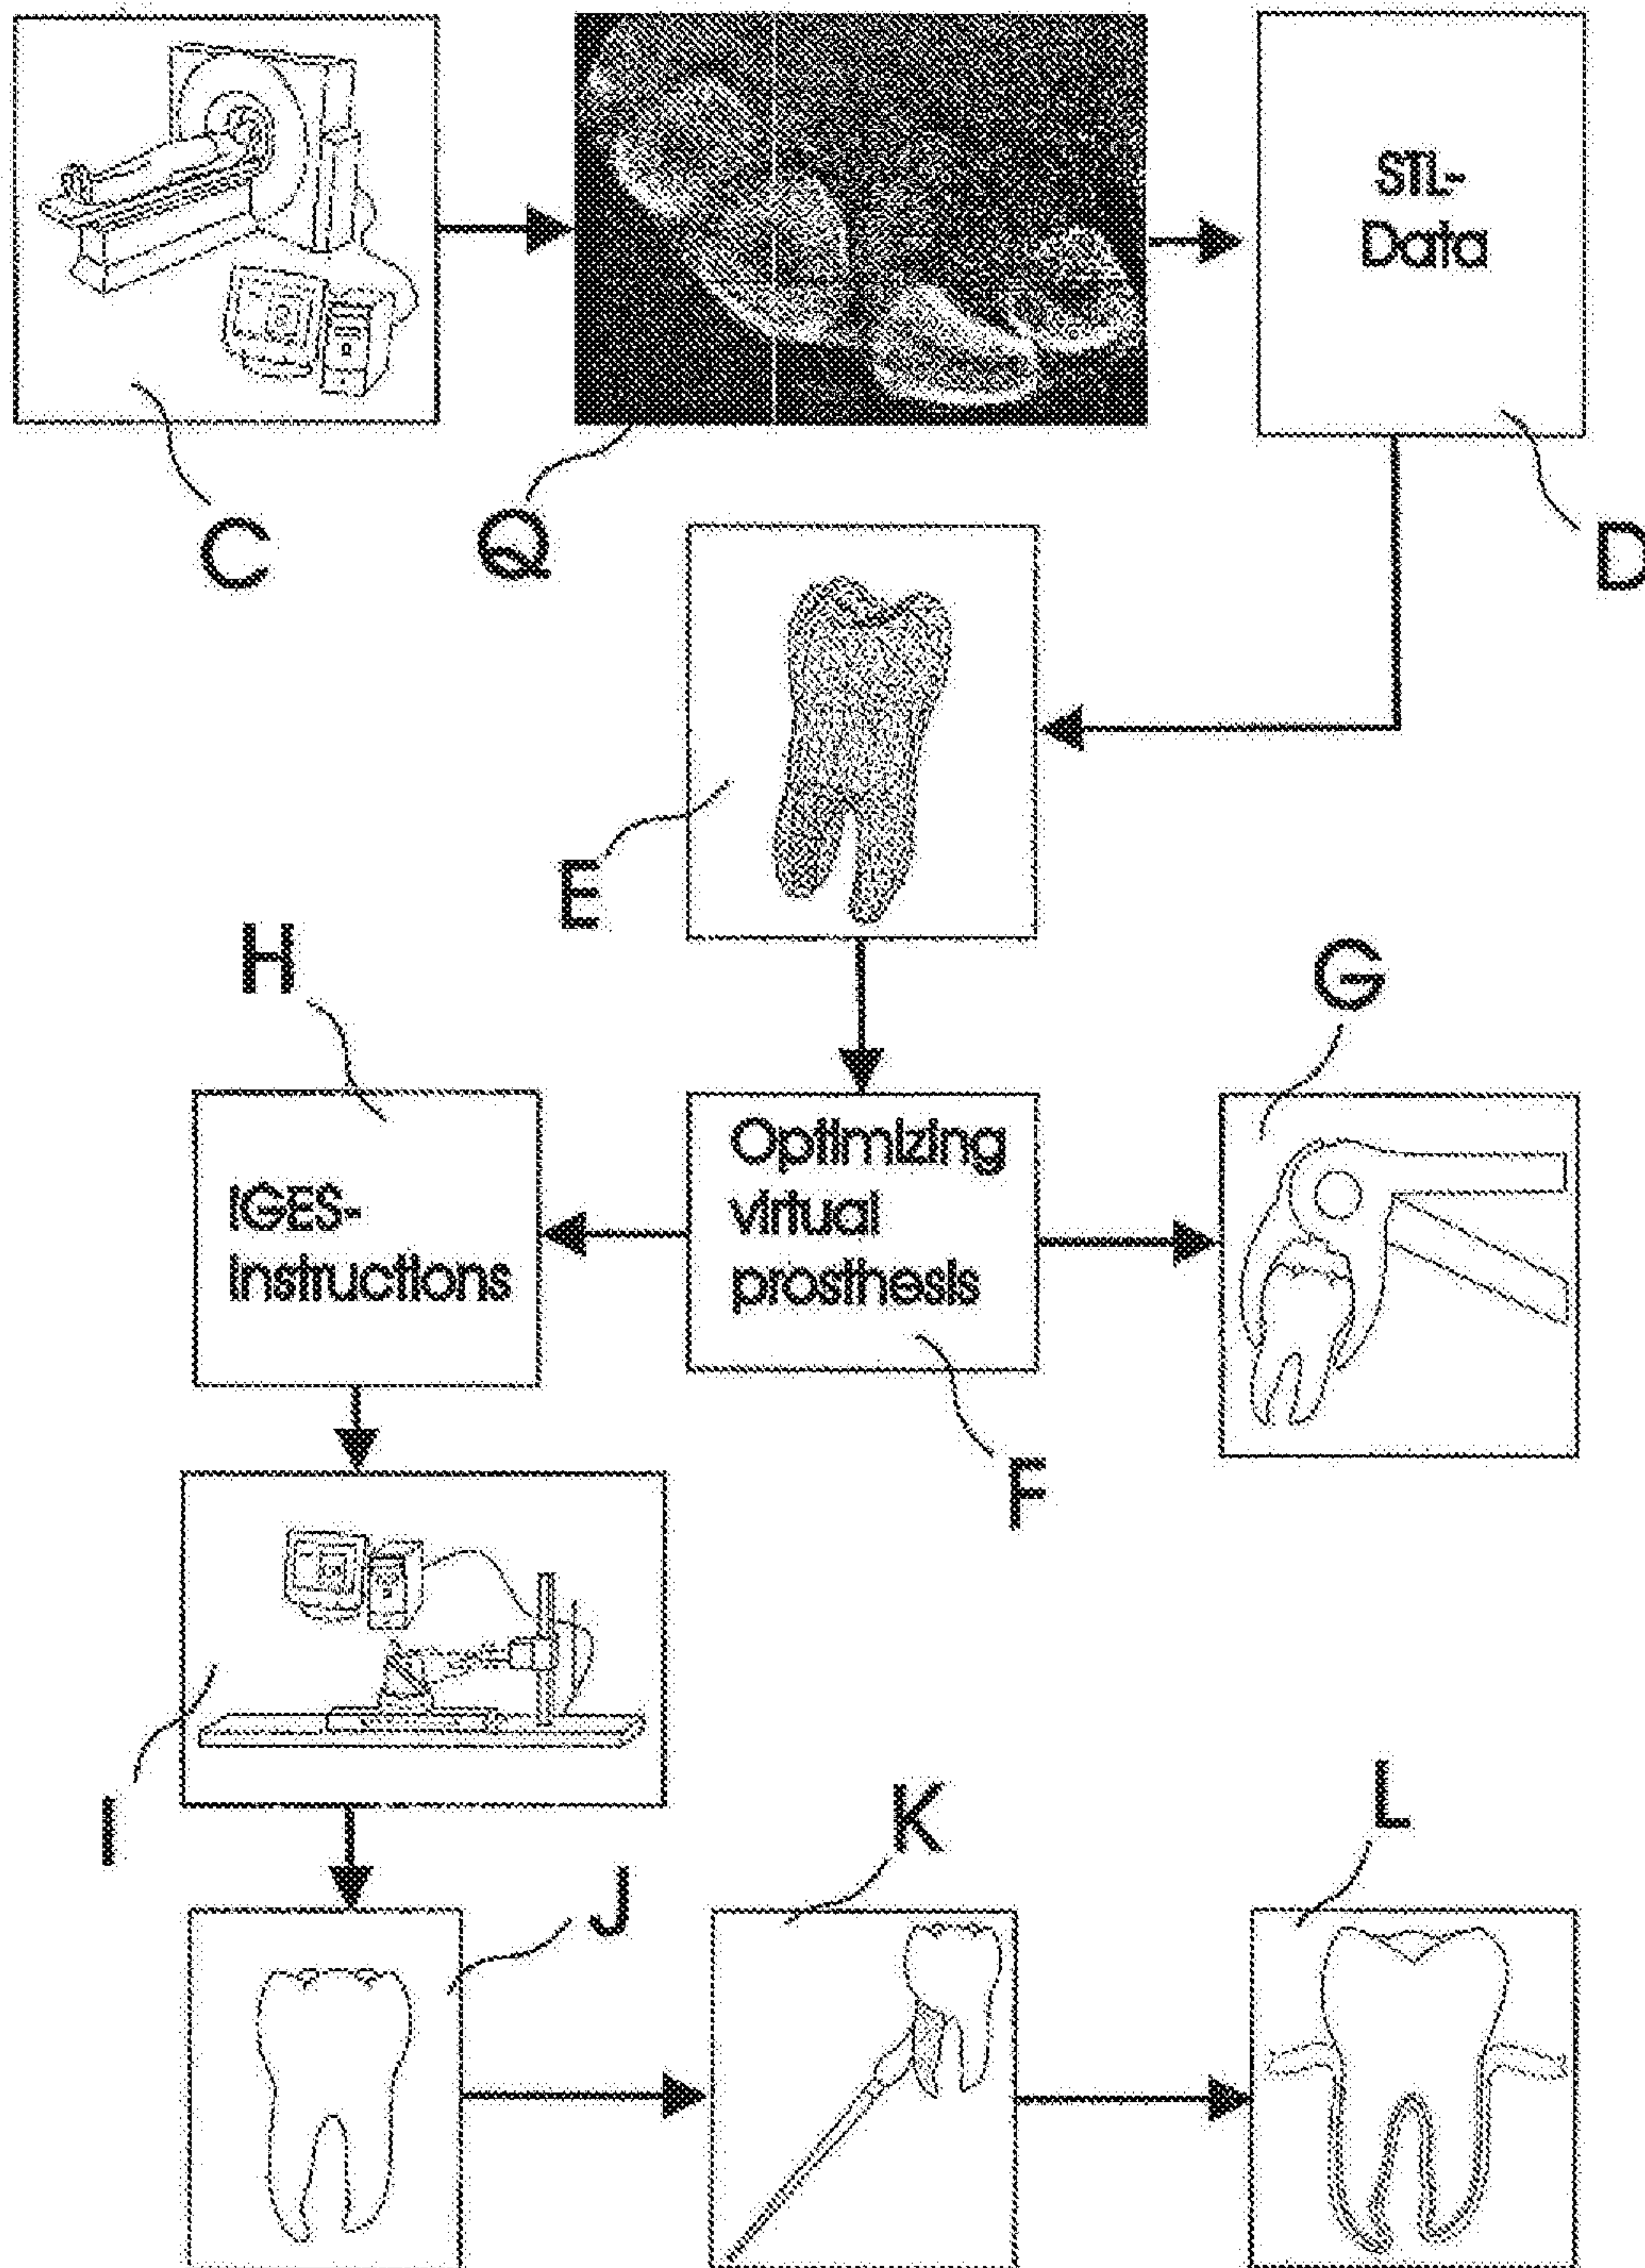 STL-
Data
C
Q
D
E
H
G
IGES-
Instructions
Optimizing
virtual
prosthesis
F
I
K
L
J